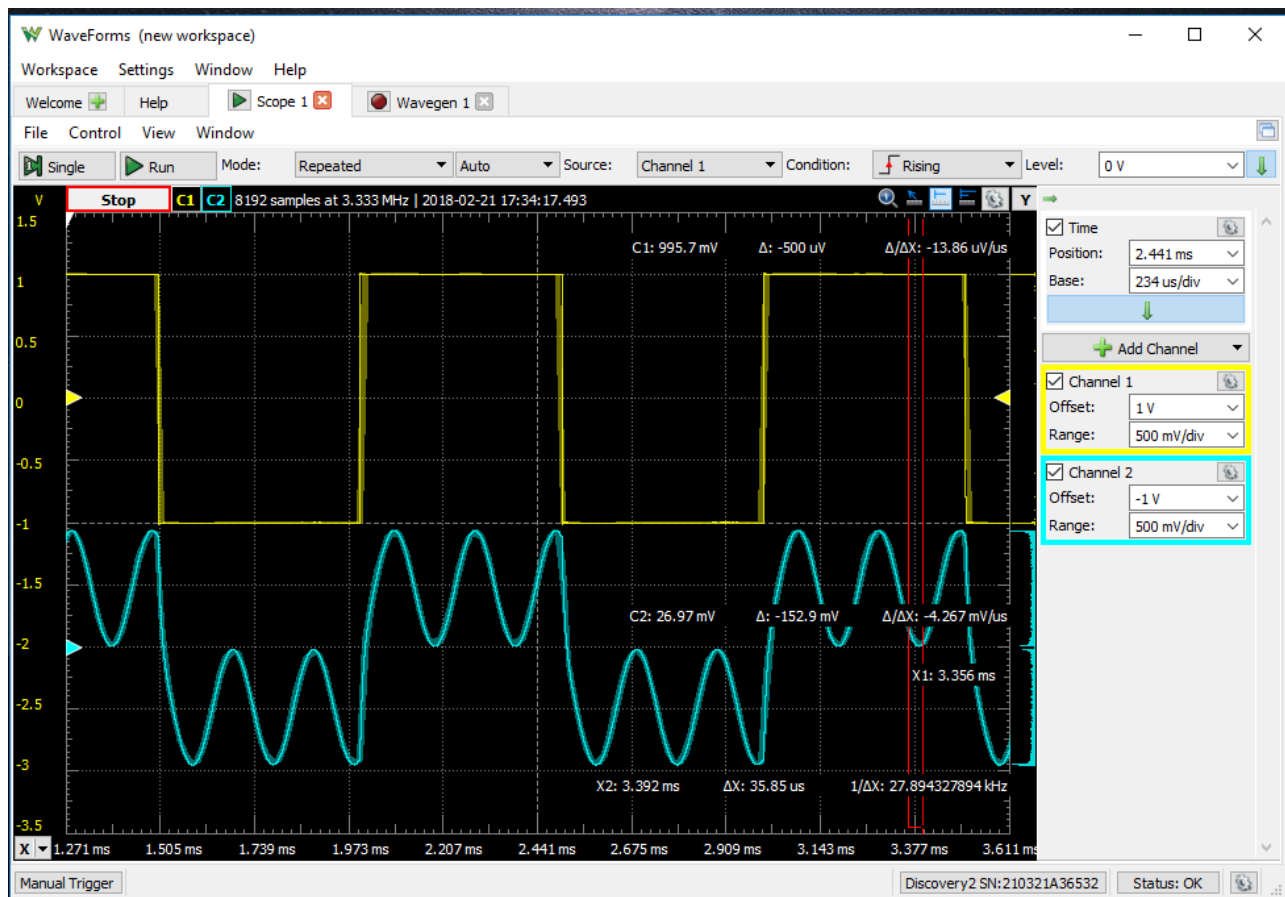 WaveForms (new workspace)
Workspace Settings Window Help
Welcome Help Scope 1 Wavegen 1
File Control View Window
Single Run Mode: Repeated Auto Source: Channel 1 Condition: Rising Level: 0 V
V Stop C1 C2 8192 samples at 3.333 MHz | 2018-02-21 17:34:17.493 Y
1.5
C1: 995.7 mV Δ: -500 uV Δ/ΔX: -13.86 uV/us
1
0.5
0
-0.5
-1
-1.5
C2: 26.97 mV Δ: -152.9 mV Δ/ΔX: -4.267 mV/us
-2
X1: 3.356 ms
-2.5
-3
X2: 3.392 ms ΔX: 35.85 us 1/ΔX: 27.894327894 kHz
-3.5
X 1.271 ms 1.505 ms 1.739 ms 1.973 ms 2.207 ms 2.441 ms 2.675 ms 2.909 ms 3.143 ms 3.377 ms 3.611 ms
Time
Position: 2.441 ms
Base: 234 us/div
Add Channel
Channel 1
Offset: 1 V
Range: 500 mV/div
Channel 2
Offset: -1 V
Range: 500 mV/div
Manual Trigger Discovery2 SN:210321A36532 Status: OK